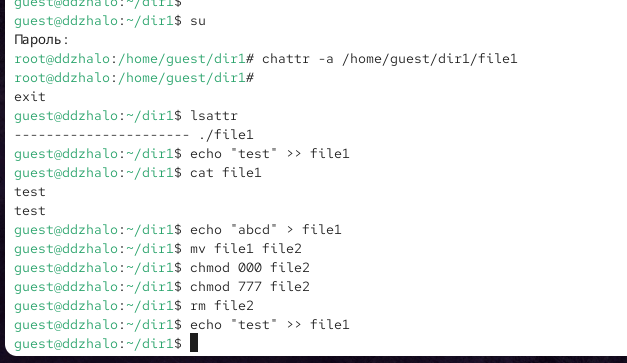 guest@ddzhalo:~/dir1$
guest@ddzhalo:~/dir1$ su
Пароль:
root@ddzhalo:/home/guest/dir1# chattr -a /home/guest/dir1/file1
root@ddzhalo:/home/guest/dir1#
exit
guest@ddzhalo:~/dir1$ lsattr
---------------------- ./file1
guest@ddzhalo:~/dir1$ echo "test" >> file1
guest@ddzhalo:~/dir1$ cat file1
test
test
guest@ddzhalo:~/dir1$ echo "abcd" > file1
guest@ddzhalo:~/dir1$ mv file1 file2
guest@ddzhalo:~/dir1$ chmod 000 file2
guest@ddzhalo:~/dir1$ chmod 777 file2
guest@ddzhalo:~/dir1$ rm file2
guest@ddzhalo:~/dir1$ echo "test" >> file1
guest@ddzhalo:~/dir1$